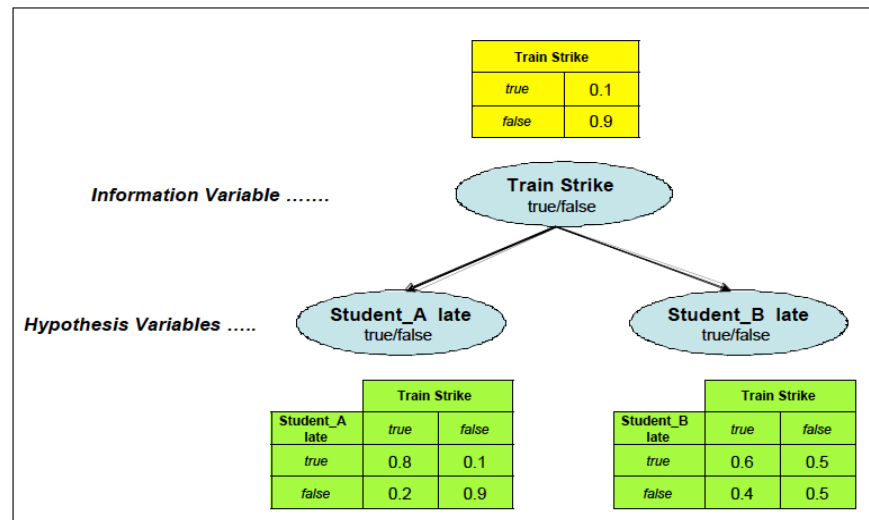 Train Strike
true 0.1
false 0.9
Information Variable …….
Train Strike
true/false
Hypothesis Variables …..
Student_A late
true/false
Student_B late
true/false
Train Strike
Student_A late true false
true 0.8 0.1
false 0.2 0.9
Train Strike
Student_B late true false
true 0.6 0.5
false 0.4 0.5